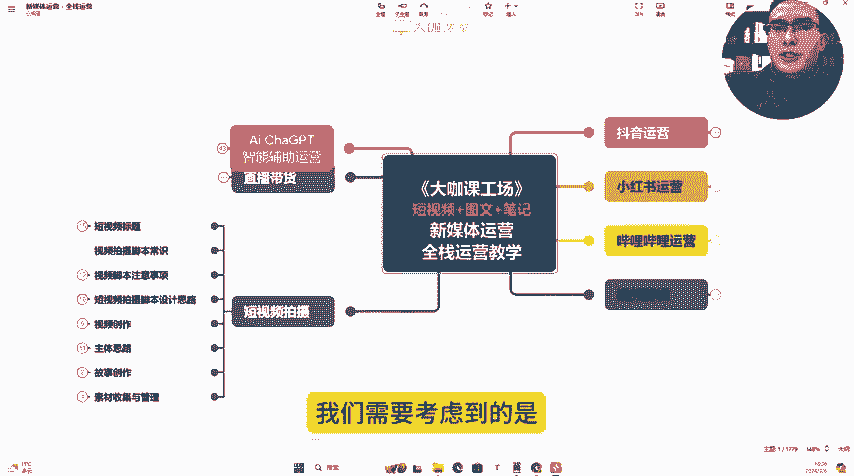 新媒体运营·全栈运营
Ai ChaGPT
智能辅助运营
直播带货
短视频标题
视频拍摄脚本常识
视频脚本注意事项
短视频拍摄脚本设计思路
视频创作
主体思路
故事创作
素材收集与管理
短视频拍摄
《大咖课工场》
短视频+图文+笔记
新媒体运营
全栈运营教学
抖音运营
小红书运营
哔哩哔哩运营
我们需要考虑到的是
搜索